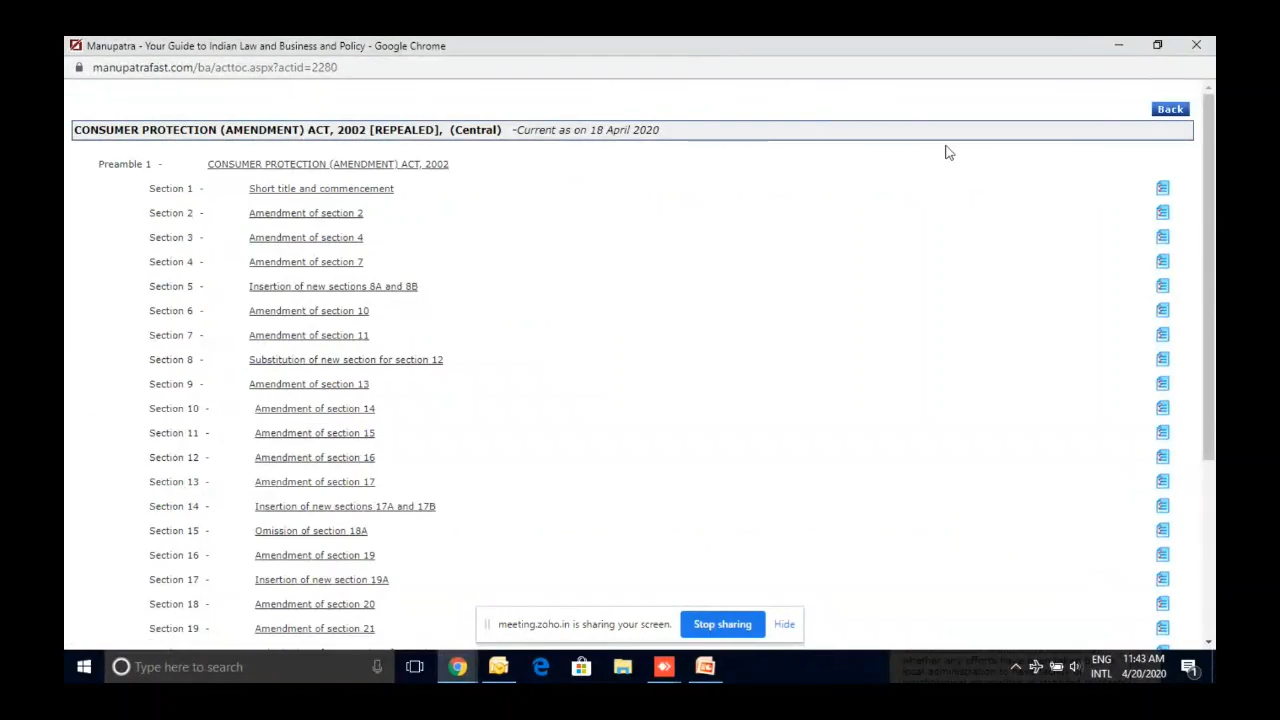 Manupatra - Your Guide to Indian Law and Business and Policy - Google Chrome
manupatrafast.com/ba/acttoc.aspx?actid=2280
Back
CONSUMER PROTECTION (AMENDMENT) ACT, 2002 [REPEALED], (Central) -Current as on 18 April 2020
Preamble 1 - CONSUMER PROTECTION (AMENDMENT) ACT, 2002
Section 1 - Short title and commencement
Section 2 - Amendment of section 2
Section 3 - Amendment of section 4
Section 4 - Amendment of section 7
Section 5 - Insertion of new sections 8A and 8B
Section 6 - Amendment of section 10
Section 7 - Amendment of section 11
Section 8 - Substitution of new section for section 12
Section 9 - Amendment of section 13
Section 10 - Amendment of section 14
Section 11 - Amendment of section 15
Section 12 - Amendment of section 16
Section 13 - Amendment of section 17
Section 14 - Insertion of new sections 17A and 17B
Section 15 - Omission of section 18A
Section 16 - Amendment of section 19
Section 17 - Insertion of new section 19A
Section 18 - Amendment of section 20
Section 19 - Amendment of section 21
meeting.zoho.in is sharing your screen. Stop sharing Hide
Type here to search
ENG 11:43 AM
INTL 4/20/2020 1